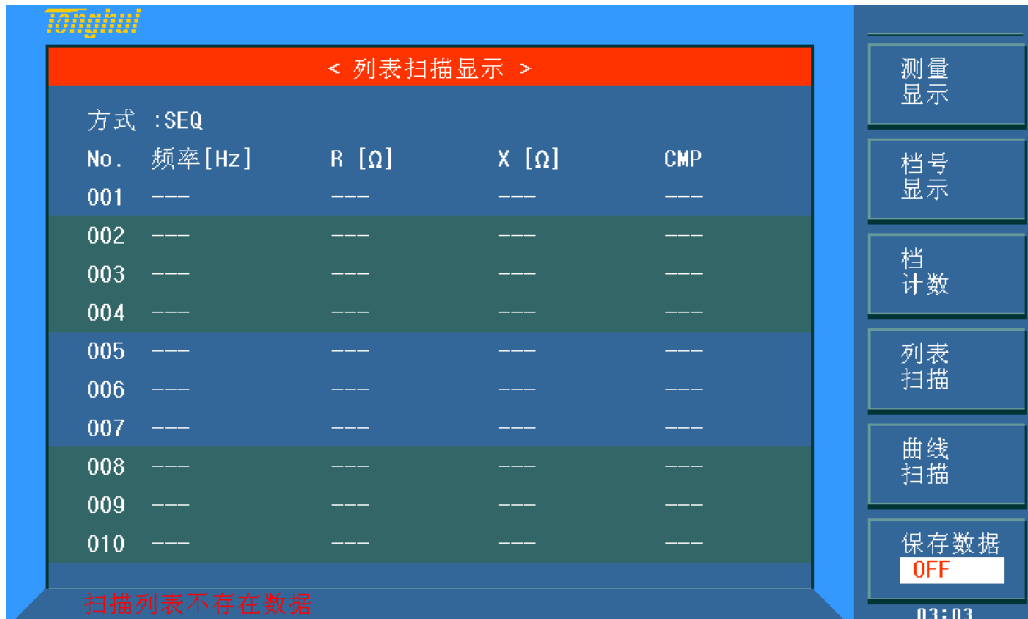 Tonghui
< 列表扫描显示 >
方式 :SEQ
No. 频率[Hz] R [Ω] X [Ω] CMP
001 --- --- --- ---
002 --- --- --- ---
003 --- --- --- ---
004 --- --- --- ---
005 --- --- --- ---
006 --- --- --- ---
007 --- --- --- ---
008 --- --- --- ---
009 --- --- --- ---
010 --- --- --- ---
扫描列表不存在数据
测量
显示
档号
显示
档
计数
列表
扫描
曲线
扫描
保存数据
OFF
03:03